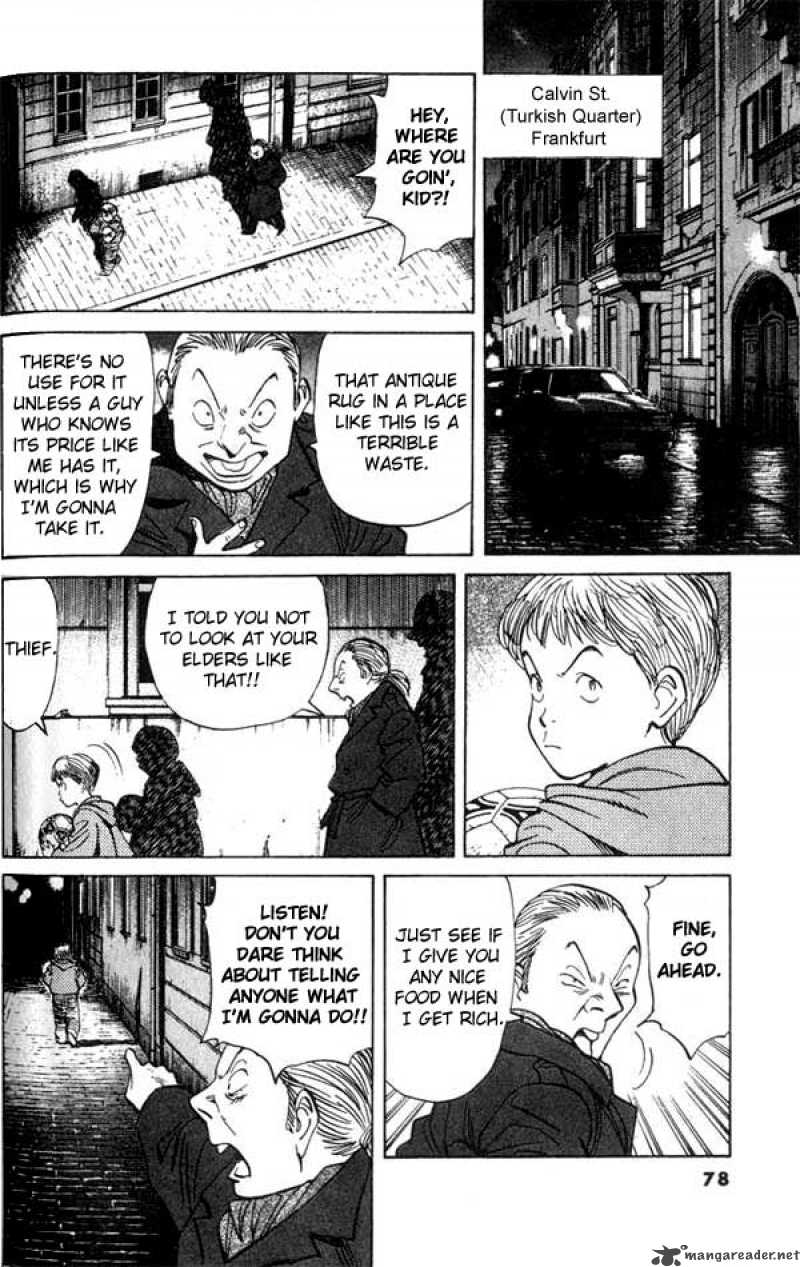 Calvin St.
(Turkish Quarter)
Frankfurt
HEY,
WHERE
ARE YOU
GOIN',
KID?!
THAT ANTIQUE
RUG IN A PLACE
LIKE THIS IS A
TERRIBLE
WASTE.
THERE'S NO
USE FOR IT
UNLESS A GUY
WHO KNOWS
ITS PRICE LIKE
ME HAS IT,
WHICH IS WHY
I'M GONNA
TAKE IT.
I TOLD YOU NOT
TO LOOK AT YOUR
ELDERS LIKE
THAT!!
THIEF.
FINE,
GO
AHEAD.
JUST SEE IF
I GIVE YOU
ANY NICE
FOOD WHEN
I GET RICH.
LISTEN!
DON'T YOU
DARE THINK
ABOUT TELLING
ANYONE WHAT
I'M GONNA DO!!
78
mangareader.net